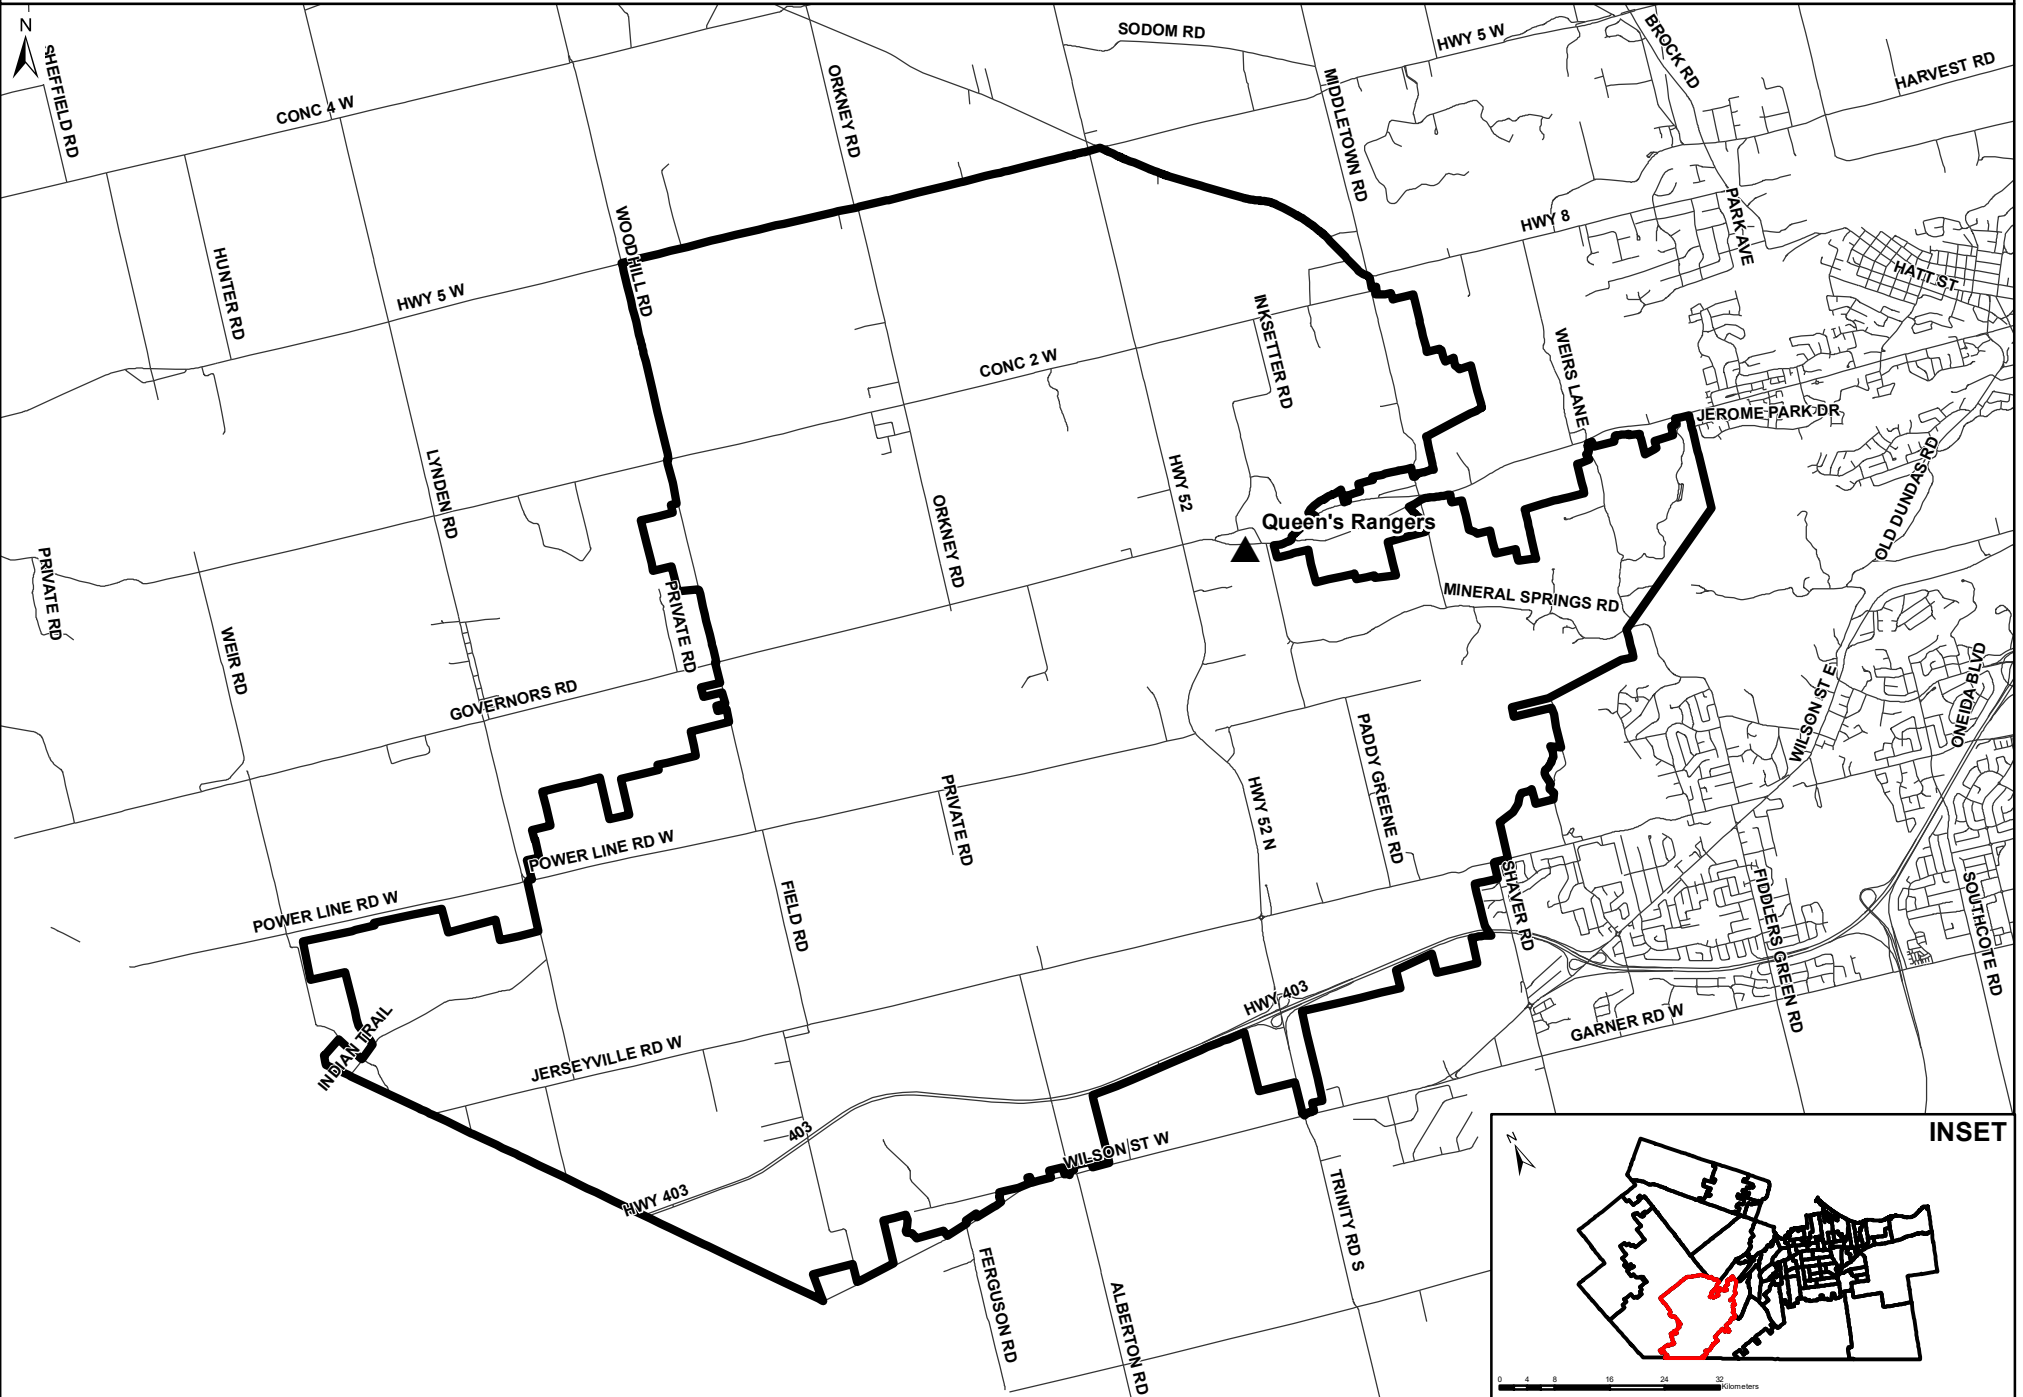 N
SHEFFIELD RD
CONC 4 W
ORKNEY RD
SODOM RD
MIDDLETOWN RD
HWY 5 W
BROCK RD
HARVEST RD
HUNTER RD
HWY 5 W
WOODHILL RD
HWY 8
PARK AVE
HATT ST
INKSETTER RD
CONC 2 W
WEIRS LANE
JEROME PARK DR
LYNDEN RD
HWY 52
ORKNEY RD
Queen's Rangers
OLD DUNDAS RD
PRIVATE RD
WEIR RD
PRIVATE RD
MINERAL SPRINGS RD
GOVERNORS RD
PADDY GREENE RD
WILSON ST E
ONEIDA BLVD
PRIVATE RD
HWY 52 N
POWER LINE RD W
POWER LINE RD W
FIELD RD
SHAVER RD
FIDDLERS GREEN RD
SOUTHCOTE RD
INDIAN TRAIL
JERSEYVILLE RD W
HWY 403
GARNER RD W
403
WILSON ST W
HWY 403
TRINITY RD S
FERGUSON RD
ALBERTON RD
INSET
N
0 4 8 16 24 32
Kilometers